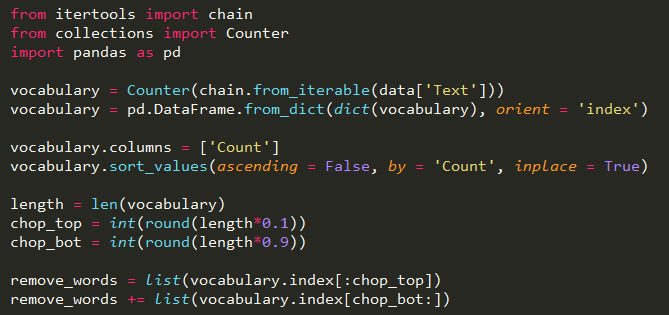 from itertools import chain
from collections import Counter
import pandas as pd

vocabulary = Counter(chain.from_iterable(data['Text']))
vocabulary = pd.DataFrame.from_dict(dict(vocabulary), orient = 'index')

vocabulary.columns = ['Count']
vocabulary.sort_values(ascending = False, by = 'Count', inplace = True)

length = len(vocabulary)
chop_top = int(round(length*0.1))
chop_bot = int(round(length*0.9))

remove_words = list(vocabulary.index[:chop_top])
remove_words += list(vocabulary.index[chop_bot:])